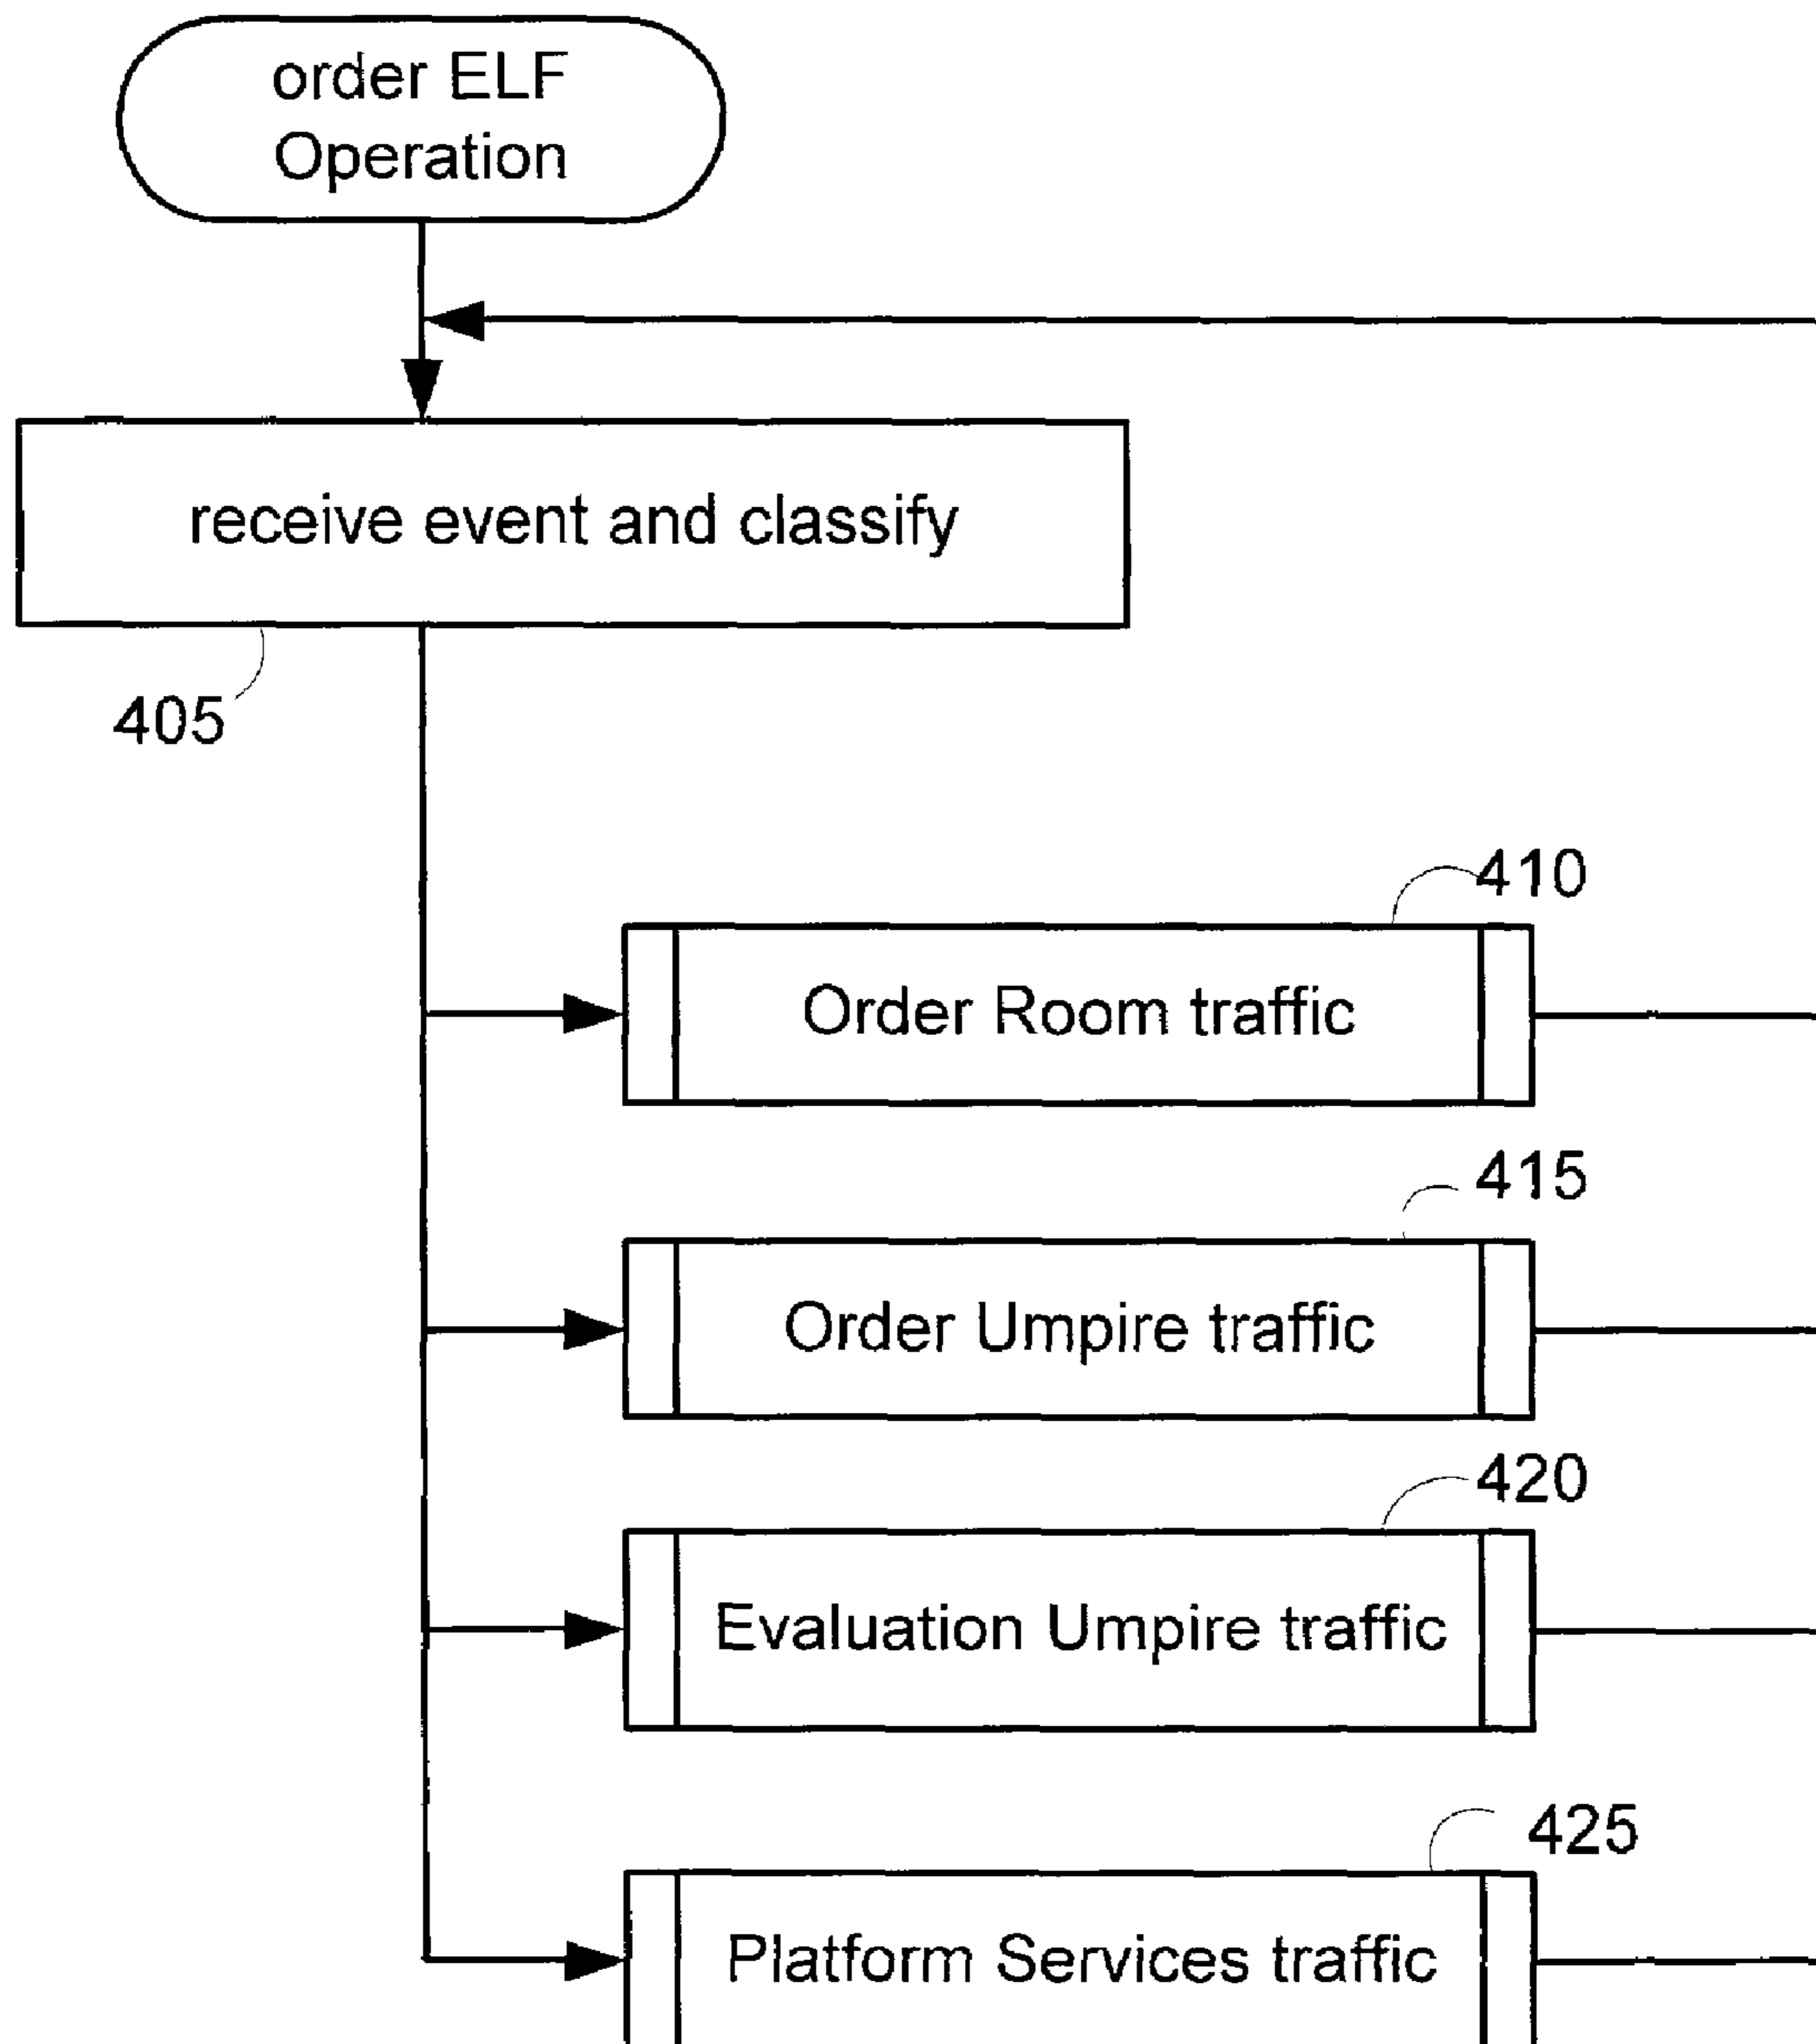 order ELF
Operation
receive event and classify
405
410
Order Room traffic
415
Order Umpire traffic
420
Evaluation Umpire traffic
425
Platform Services traffic